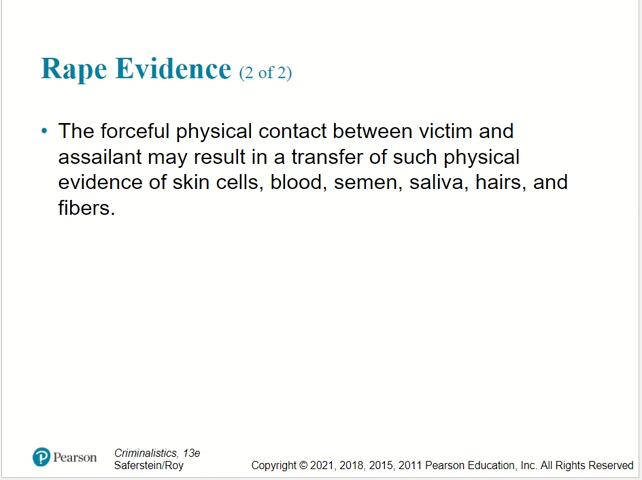 Rape Evidence (2 of 2)
• The forceful physical contact between victim and
assailant may result in a transfer of such physical
evidence of skin cells, blood, semen, saliva, hairs, and
fibers.
Pearson
Criminalistics, 13e
Saferstein/Roy
Copyright © 2021, 2018, 2015, 2011 Pearson Education, Inc. All Rights Reserved